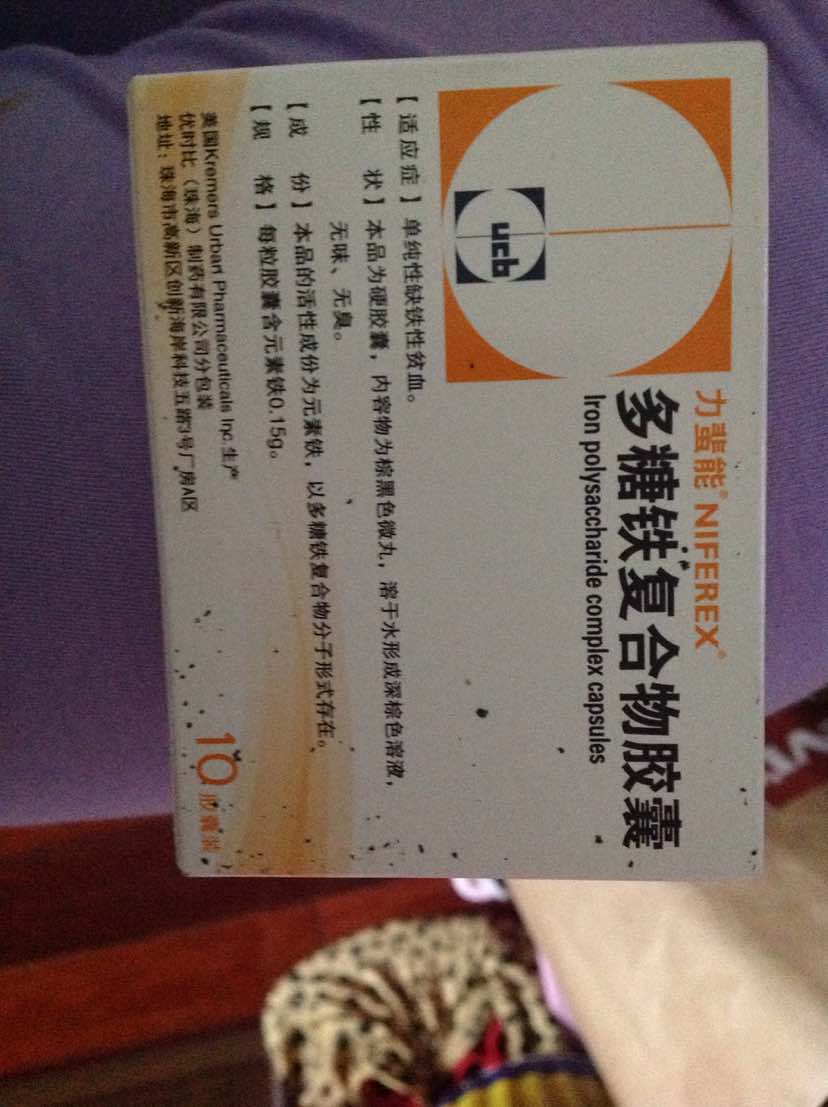 力蜚能® NIFEREX®
多糖铁复合物胶囊
Iron polysaccharide complex capsules
ucb
【适应症】单纯性缺铁性贫血。
【性 状】本品为硬胶囊,内容物为棕黑色微丸,溶于水形成深棕色溶液,
无味、无臭。
【成 份】本品的活性成份为元素铁,以多糖铁复合物分子形式存在。
【规 格】每粒胶囊含元素铁0.15g。
美国Kremers Urban Pharmaceuticals Inc.生产
优时比(珠海)制药有限公司分包装
地址:珠海市高新区创新海岸科技五路3号厂房A区
10胶囊装